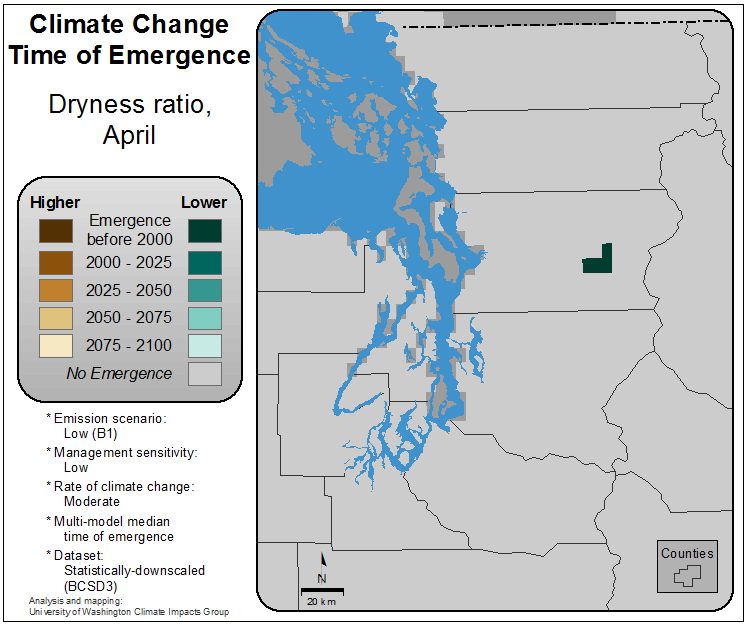 Climate Change
Time of Emergence
Dryness ratio,
April
Higher Lower
Emergence
before 2000
2000 - 2025
2025 - 2050
2050 - 2075
2075 - 2100
No Emergence
* Emission scenario:
Low (B1)
* Management sensitivity:
Low
* Rate of climate change:
Moderate
* Multi-model median
time of emergence
* Dataset:
Statistically-downscaled
(BCSD3)
Analysis and mapping:
University of Washington Climate Impacts Group
N
20 km
Counties